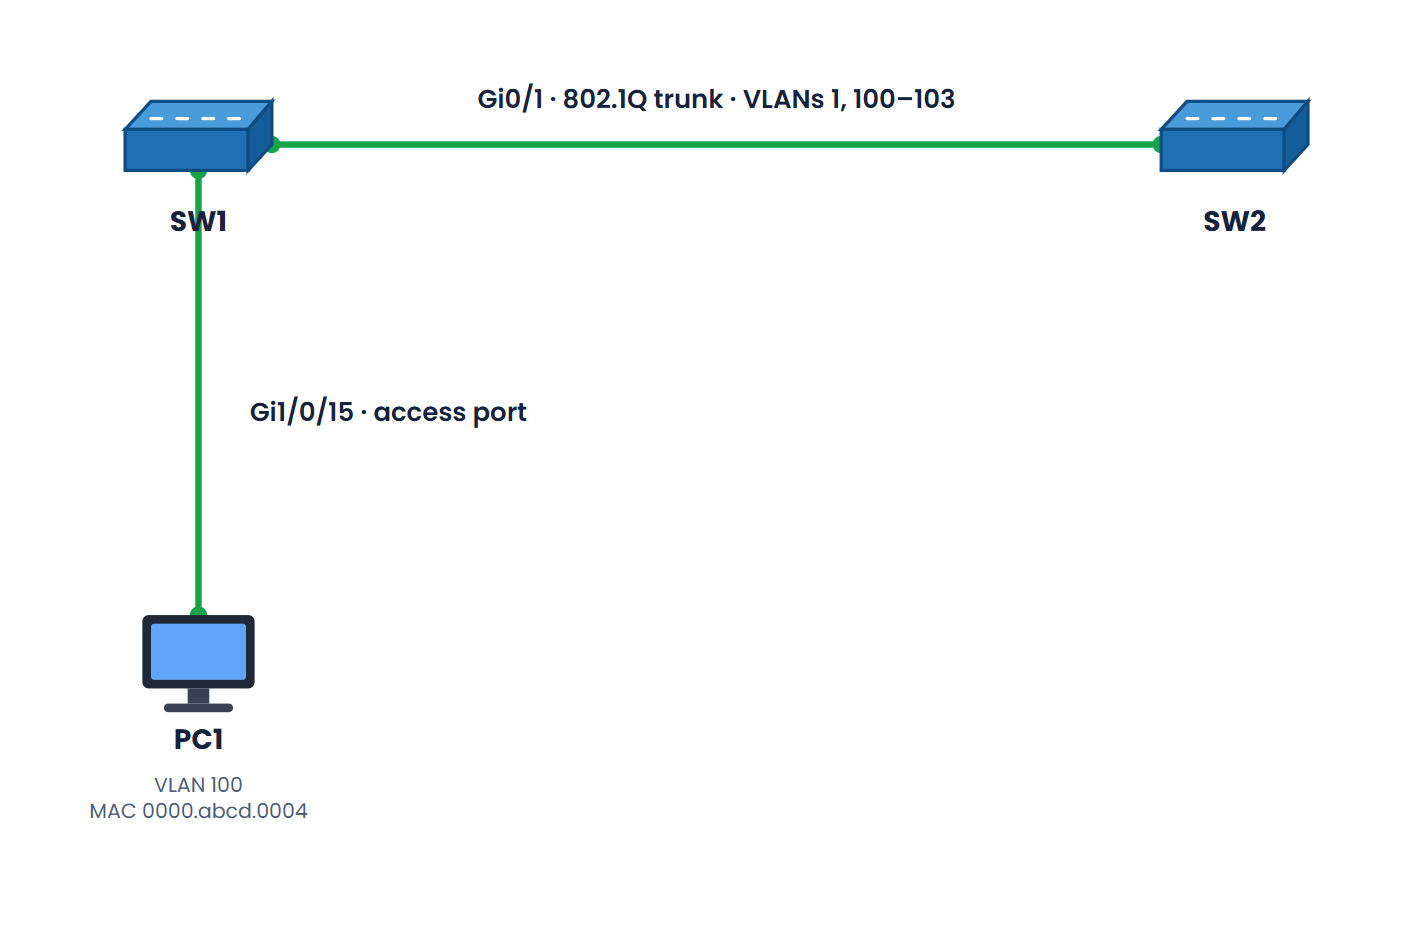 Gi0/1 · 802.1Q trunk · VLANs 1, 100–103
SW1
SW2
Gi1/0/15 · access port
PC1
VLAN 100
MAC 0000.abcd.0004